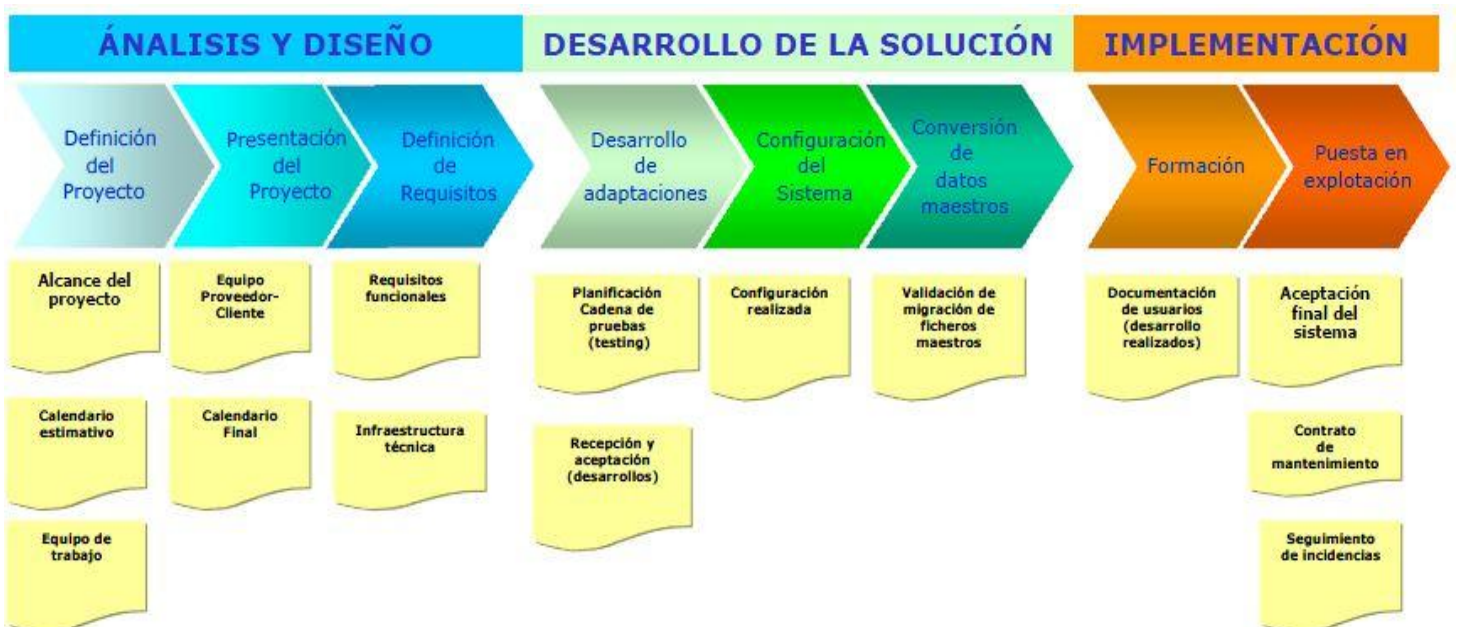 ÁNALISIS Y DISEÑO
DESARROLLO DE LA SOLUCIÓN
IMPLEMENTACIÓN
Definición
del
Proyecto
Presentación
del
Proyecto
Definición
de
Requisitos
Desarrollo
de
adaptaciones
Configuración
del
Sistema
Conversión
de
datos
maestros
Formación
Puesta en
explotación
Alcance del
proyecto
Equipo
Proveedor-
Cliente
Requisitos
funcionales
Planificación
Cadena de
pruebas
(testing)
Configuración
realizada
Validación de
migración de
ficheros
maestros
Documentación
de usuarios
(desarrollo
realizados)
Aceptación
final del
sistema
Calendario
estimativo
Calendario
Final
Infraestructura
técnica
Recepción y
aceptación
(desarrollos)
Contrato
de
mantenimiento
Equipo de
trabajo
Seguimiento
de incidencias